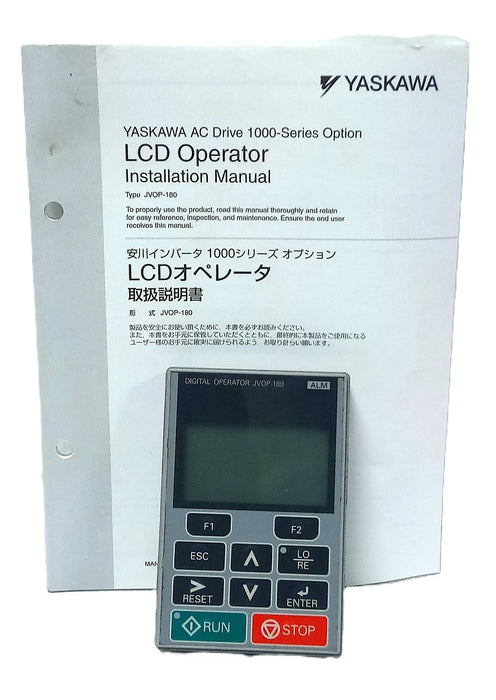 YASKAWA
YASKAWA AC Drive 1000-Series Option
LCD Operator
Installation Manual
Type JVOP-180
To properly use the product, read this manual thoroughly and retain
for easy reference, inspection, and maintenance. Ensure the end user
receives this manual.
安川インバータ 1000シリーズ オプション
LCDオペレータ
取扱説明書
形 式 JVOP-180
製品を安全にお使い頂くために、本書を必ずお読みください。
また、本書をお手元に保管していただくとともに、最終的に本製品をご使用になる
ユーザー様のお手元に確実に届けられるよう、お取り計らい願います。
DIGITAL OPERATOR JVOP-180 ALM
F1 F2
ESC LO
RE
RESET ENTER
RUN STOP